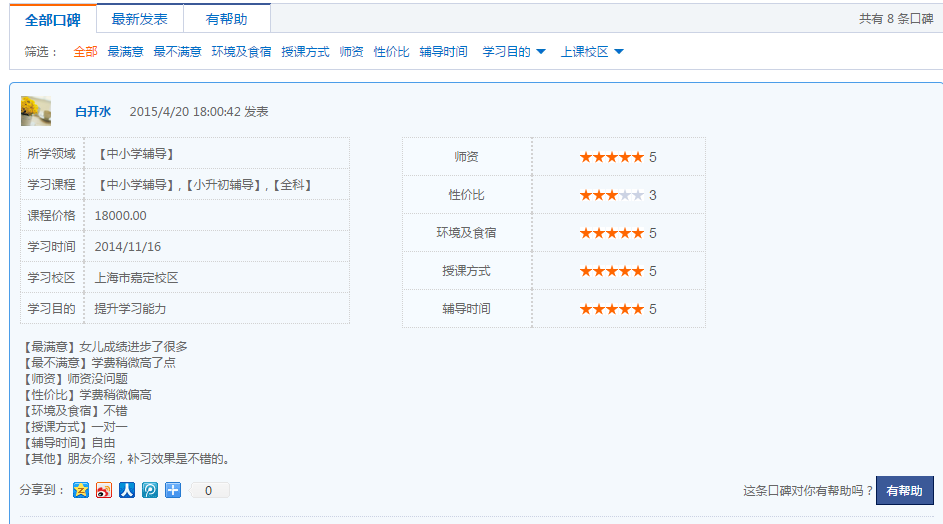 全部口碑 最新发表 有帮助 共有 8 条口碑
筛选： 全部 最满意 最不满意 环境及食宿 授课方式 师资 性价比 辅导时间 学习目的 上课校区
白开水 2015/4/20 18:00:42 发表
所学领域 【中小学辅导】
学习课程 【中小学辅导】,【小升初辅导】,【全科】
课程价格 18000.00
学习时间 2014/11/16
学习校区 上海市嘉定校区
学习目的 提升学习能力
师资 ★★★★★ 5
性价比 ★★★★★ 3
环境及食宿 ★★★★★ 5
授课方式 ★★★★★ 5
辅导时间 ★★★★★ 5
【最满意】女儿成绩进步了很多
【最不满意】学费稍微高了点
【师资】师资没问题
【性价比】学费稍微偏高
【环境及食宿】不错
【授课方式】一对一
【辅导时间】自由
【其他】朋友介绍，补习效果是不错的。
分享到： 0 这条口碑对你有帮助吗？ 有帮助